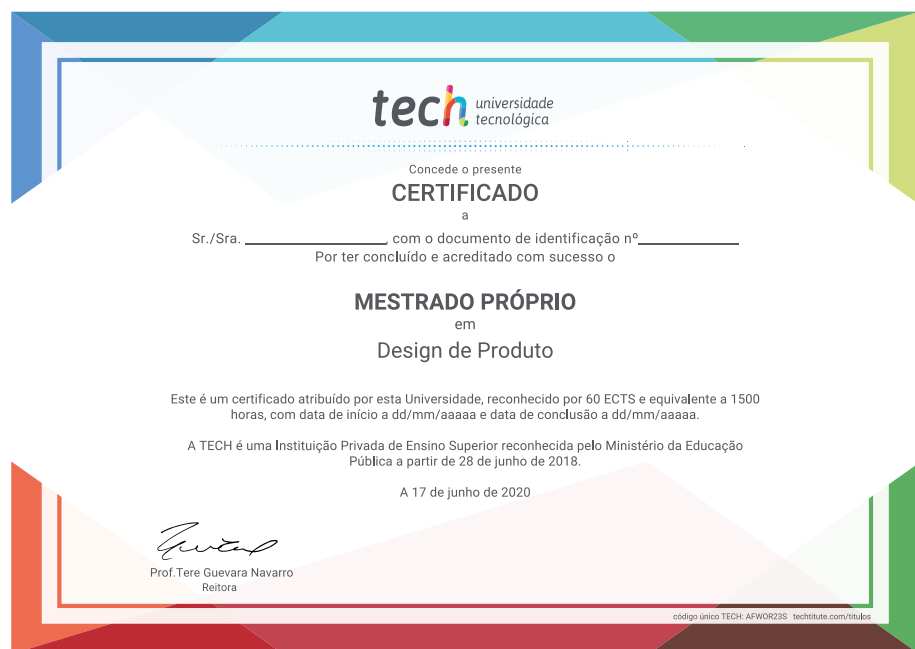 tech universidade
tecnológica
Concede o presente
CERTIFICADO
a
Sr./Sra. ________________, com o documento de identificação nº____________
Por ter concluído e acreditado com sucesso o
MESTRADO PRÓPRIO
em
Design de Produto
Este é um certificado atribuído por esta Universidade, reconhecido por 60 ECTS e equivalente a 1500
horas, com data de início a dd/mm/aaaaa e data de conclusão a dd/mm/aaaaa.
A TECH é uma Instituição Privada de Ensino Superior reconhecida pelo Ministério da Educação
Pública a partir de 28 de junho de 2018.
A 17 de junho de 2020
Prof.Tere Guevara Navarro
Reitora
código único TECH: AFWOR23S techtitute.com/titulos